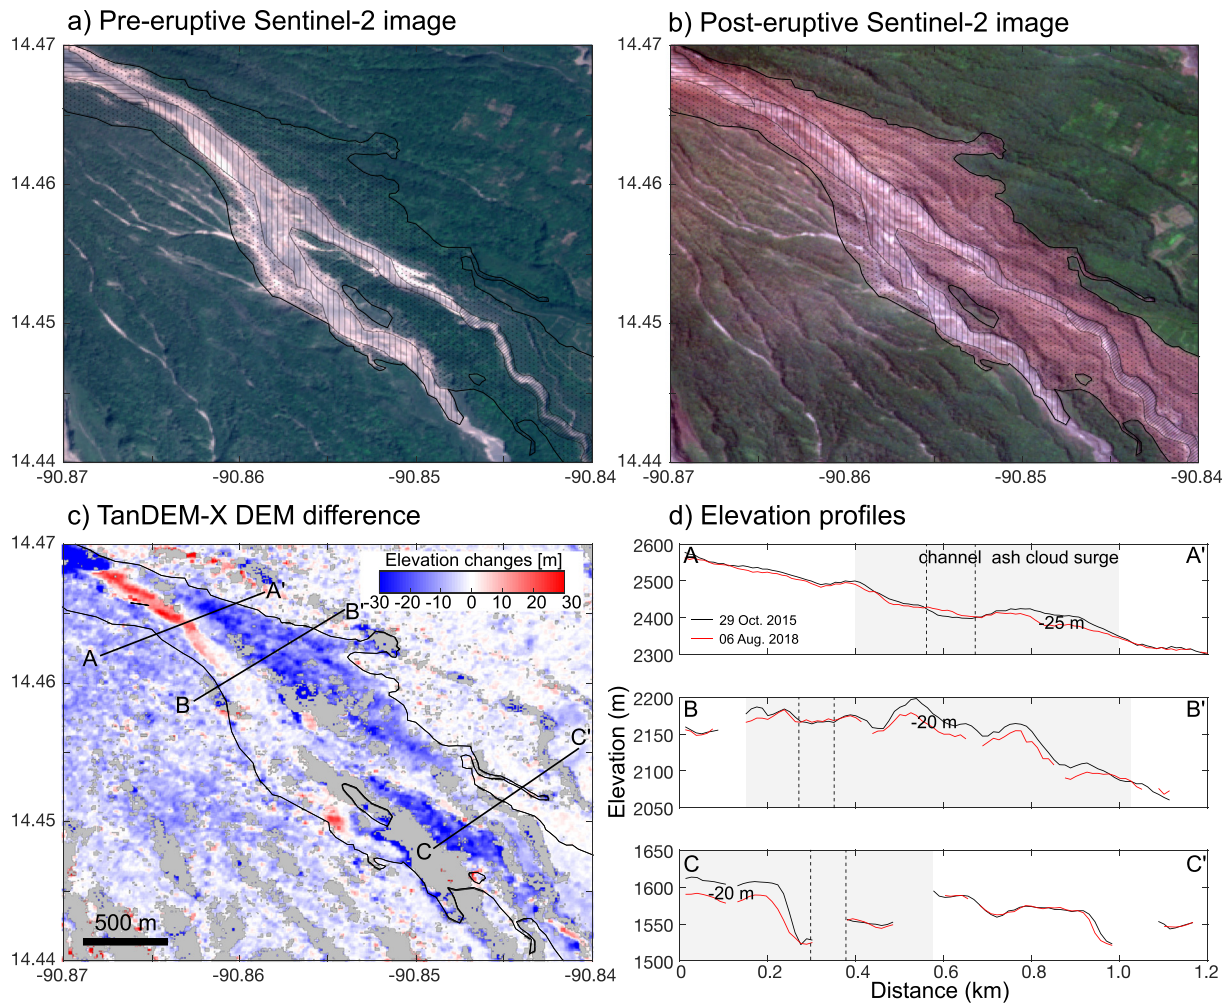 a) Pre-eruptive Sentinel-2 image
14.47
14.46
14.45
14.44
-90.87
-90.86
-90.85
-90.84
b) Post-eruptive Sentinel-2 image
14.47
14.46
14.45
14.44
-90.87
-90.86
-90.85
-90.84
c) TanDEM-X DEM difference
14.47
14.46
14.45
14.44
-90.87
-90.86
-90.85
-90.84
Elevation changes [m]
-30 -20 -10 0 10 20 30
A
A'
B
B'
C
C'
500 m
d) Elevation profiles
2600
2500
2400
2300
A
channel ash cloud surge
A'
29 Oct. 2015
06 Aug. 2018
-25 m
2200
2150
2100
2050
B
B'
-20 m
1650
1600
1550
1500
C
C'
-20 m
Elevation (m)
0 0.2 0.4 0.6 0.8 1.0 1.2
Distance (km)